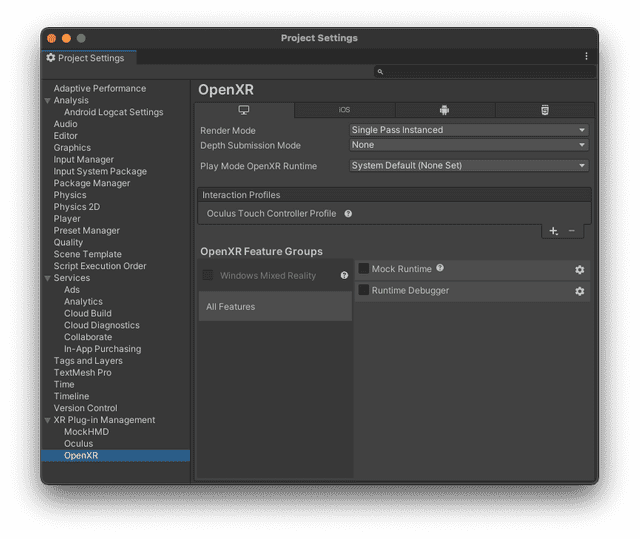 Project Settings
Project Settings
Adaptive Performance
Analysis
Android Logcat Settings
Audio
Editor
Graphics
Input Manager
Input System Package
Package Manager
Physics
Physics 2D
Player
Preset Manager
Quality
Scene Template
Script Execution Order
Services
Ads
Analytics
Cloud Build
Cloud Diagnostics
Collaborate
In-App Purchasing
Tags and Layers
TextMesh Pro
Time
Timeline
Version Control
XR Plug-in Management
MockHMD
Oculus
OpenXR
OpenXR
iOS
Render Mode Single Pass Instanced
Depth Submission Mode None
Play Mode OpenXR Runtime System Default (None Set)
Interaction Profiles
Oculus Touch Controller Profile ?
OpenXR Feature Groups
Windows Mixed Reality ?
All Features
Mock Runtime ?
Runtime Debugger